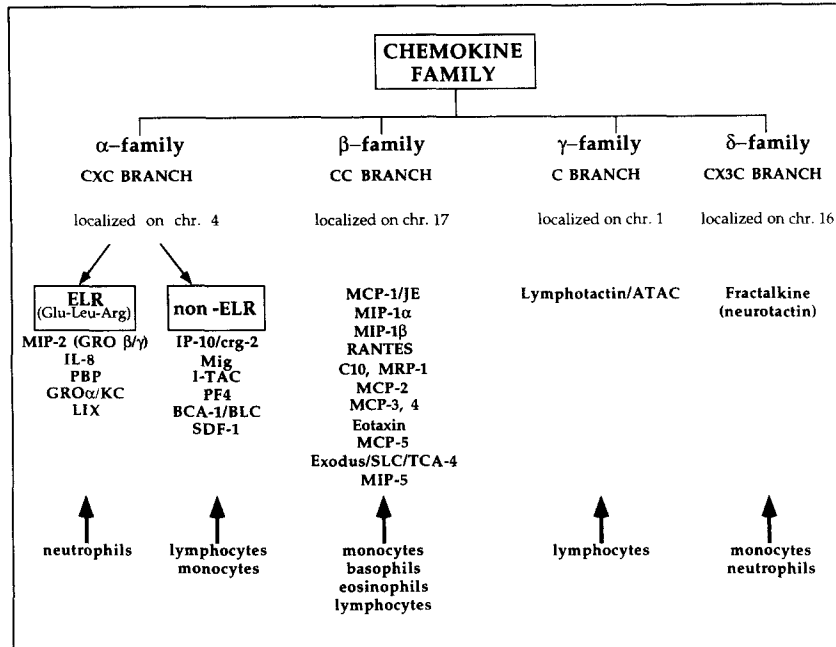 CHEMOKINE
FAMILY
α–family
CXC BRANCH
localized on chr. 4
ELR
(Glu-Leu-Arg)
MIP-2 (GRO β/γ)
IL-8
PBP
GROα/KC
LIX
neutrophils
non -ELR
IP-10/crg-2
Mig
I-TAC
PF4
BCA-1/BLC
SDF-1
lymphocytes
monocytes
β–family
CC BRANCH
localized on chr. 17
MCP-1/JE
MIP-1α
MIP-1β
RANTES
C10, MRP-1
MCP-2
MCP-3, 4
Eotaxin
MCP-5
Exodus/SLC/TCA-4
MIP-5
monocytes
basophils
eosinophils
lymphocytes
γ–family
C BRANCH
localized on chr. 1
Lymphotactin/ATAC
lymphocytes
δ–family
CX3C BRANCH
localized on chr. 16
Fractalkine
(neurotactin)
monocytes
neutrophils